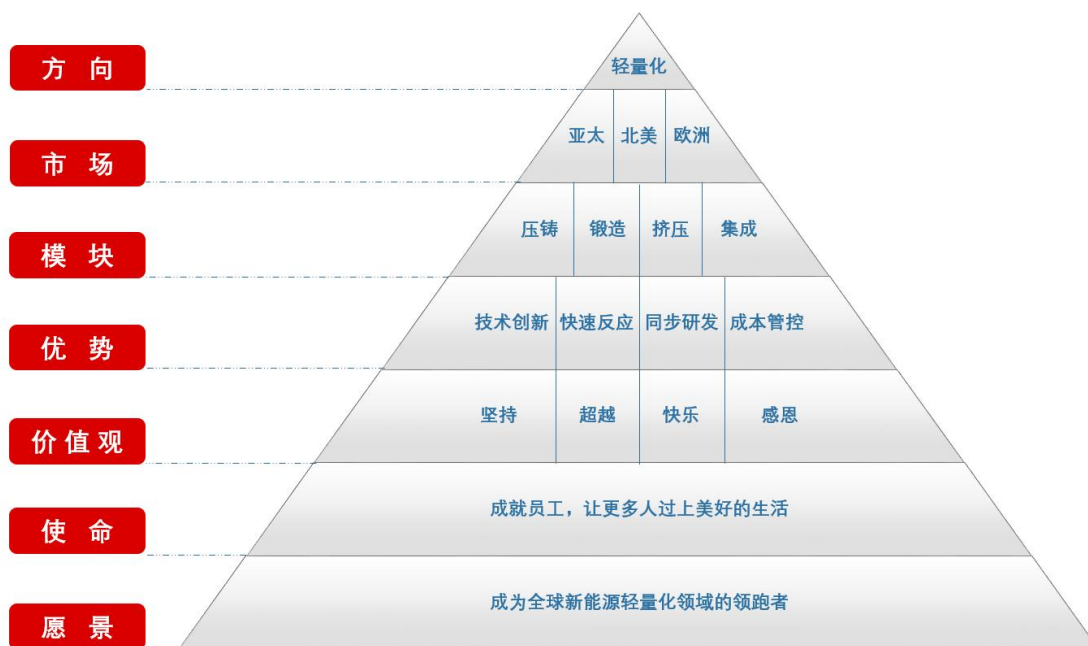 方向
轻量化
市场
亚太 北美 欧洲
模块
压铸 锻造 挤压 集成
优势
技术创新 快速反应 同步研发 成本管控
价值观
坚持 超越 快乐 感恩
使命
成就员工，让更多人过上美好的生活
愿景
成为全球新能源轻量化领域的领跑者